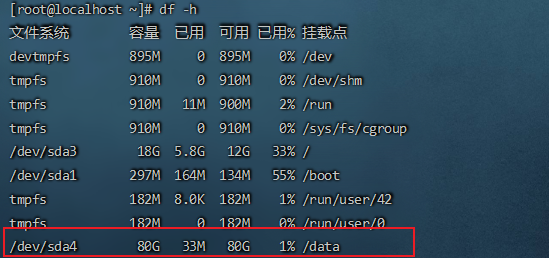 [root@localhost ~]# df -h
文件系统 容量 已用 可用 已用% 挂载点
devtmpfs 895M 0 895M 0% /dev
tmpfs 910M 0 910M 0% /dev/shm
tmpfs 910M 11M 900M 2% /run
tmpfs 910M 0 910M 0% /sys/fs/cgroup
/dev/sda3 18G 5.8G 12G 33% /
/dev/sda1 297M 164M 134M 55% /boot
tmpfs 182M 8.0K 182M 1% /run/user/42
tmpfs 182M 0 182M 0% /run/user/0
/dev/sda4 80G 33M 80G 1% /data